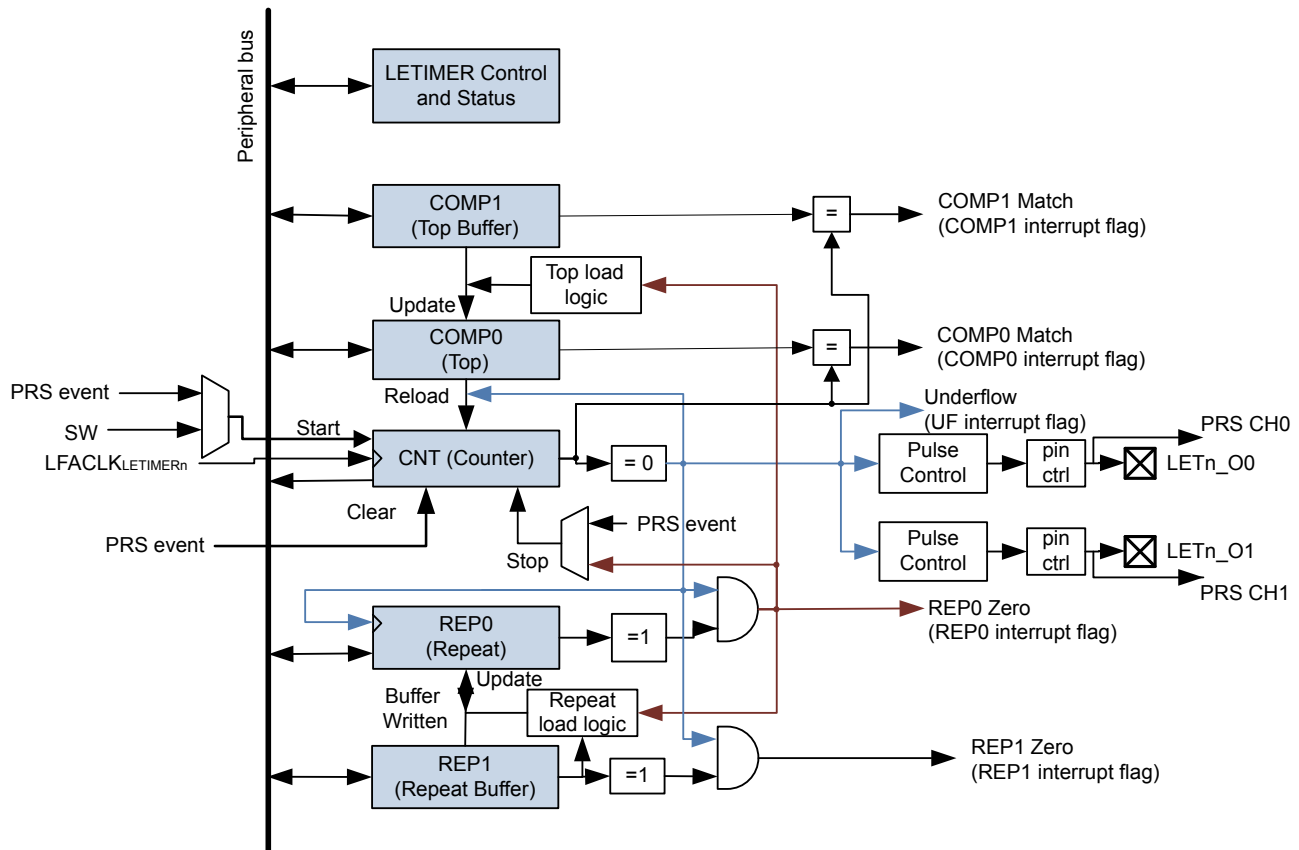 Peripheral bus
LETIMER Control
and Status
COMP1
(Top Buffer)
=
COMP1 Match
(COMP1 interrupt flag)
Top load
logic
Update
COMP0
(Top)
=
COMP0 Match
(COMP0 interrupt flag)
Reload
PRS event
SW
Start
LFACLKLETIMERn
CNT (Counter)
= 0
Underflow
(UF interrupt flag)
Pulse
Control
pin
ctrl
PRS CH0
LETn_O0
Clear
PRS event
Stop
PRS event
Pulse
Control
pin
ctrl
LETn_O1
PRS CH1
REP0
(Repeat)
=1
REP0 Zero
(REP0 interrupt flag)
Update
Buffer
Written
Repeat
load logic
REP1
(Repeat Buffer)
=1
REP1 Zero
(REP1 interrupt flag)